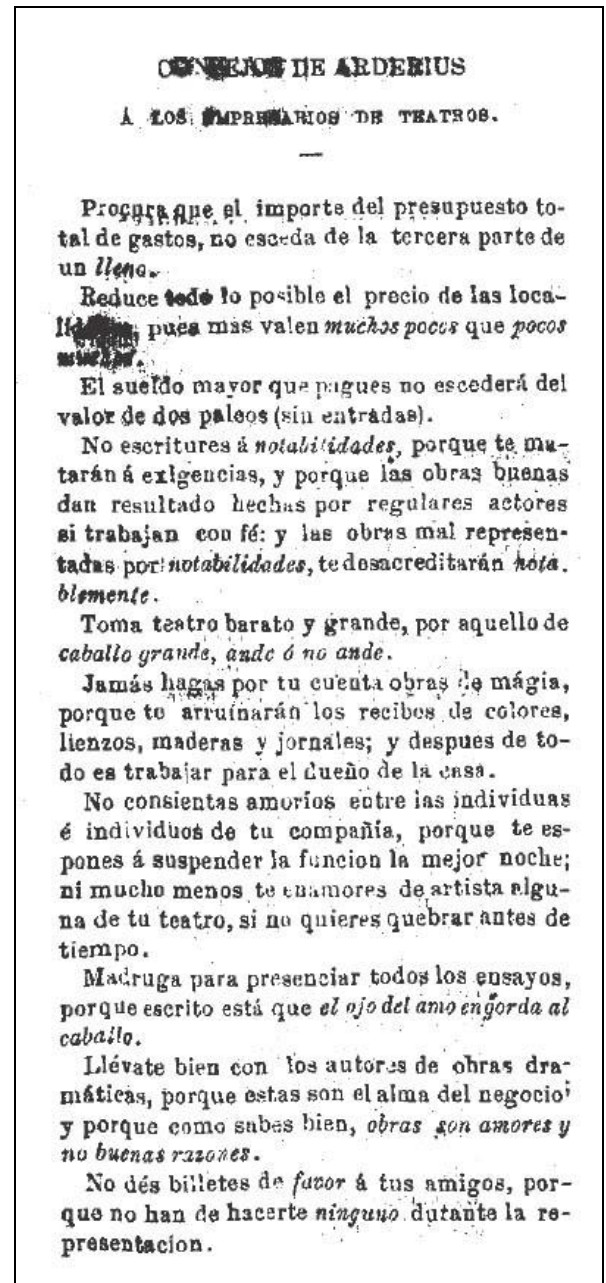 CONSEJOS DE ARDERIUS
Á LOS EMPRESARIOS DE TEATROS.
Procura que el importe del presupuesto to-
tal de gastos, no esceda de la tercera parte de
un lleno.
Reduce todo lo posible el precio de las loca-
lidades, pues mas valen muchos pocos que pocos
muchos.
El sueldo mayor que pagues no escederá del
valor de dos palcos (sin entradas).
No escritures á notabilidades, porque te ma-
tarán á exigencias, y porque las obras buenas
dan resultado hechas por regulares actores
si trabajan con fé: y las obras mal represen-
tadas por notabilidades, te desacreditarán nota.
blemente.
Toma teatro barato y grande, por aquello de
caballo grande, ande ó no ande.
Jamás hagas por tu cuenta obras de mágia,
porque te arruinarán los recibos de colores,
lienzos, maderas y jornales; y despues de to-
do es trabajar para el dueño de la casa.
No consientas amoríos entre las individuas
é individuos de tu compañía, porque te es-
pones á suspender la funcion la mejor noche;
ni mucho menos te enamores de artista algu-
na de tu teatro, si no quieres quebrar antes de
tiempo.
Madruga para presenciar todos los ensayos,
porque escrito está que el ojo del amo engorda al
caballo.
Llévate bien con los autores de obras dra-
máticas, porque estas son el alma del negocio;
y porque como sabes bien, obras son amores y
no buenas razones.
No dés billetes de favor á tus amigos, por-
que no han de hacerte ninguno durante la re-
presentacion.